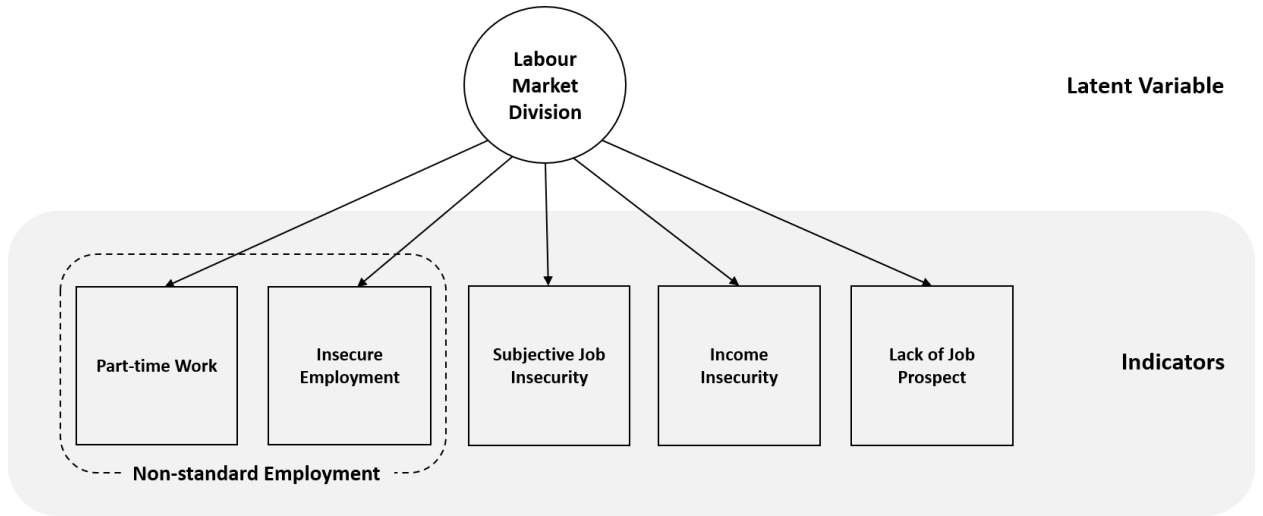 Labour
Market
Division
Latent Variable
Part-time Work
Insecure
Employment
Subjective Job
Insecurity
Income
Insecurity
Lack of Job
Prospect
Indicators
Non-standard Employment